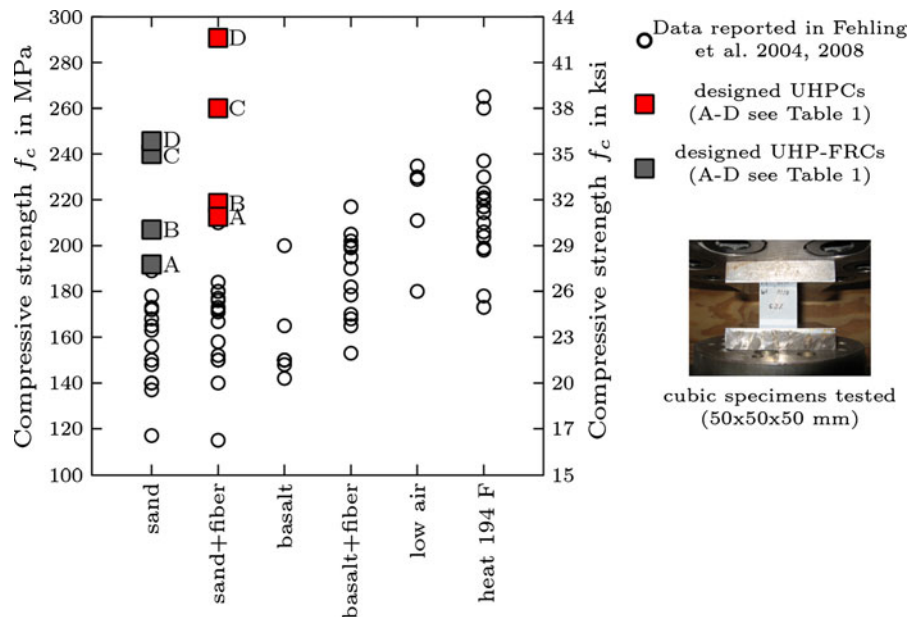 Compressive strength f_c in MPa
300
280
260
240
220
200
180
160
140
120
100
D
C
B
A
D
C
B
A
44
41
38
35
32
29
26
23
20
17
15
Compressive strength f_c in ksi
sand
sand+fiber
basalt
basalt+fiber
low air
heat 194 F
Data reported in Fehling
et al. 2004, 2008
designed UHPCs
(A-D see Table 1)
designed UHP-FRCs
(A-D see Table 1)
cubic specimens tested
(50x50x50 mm)